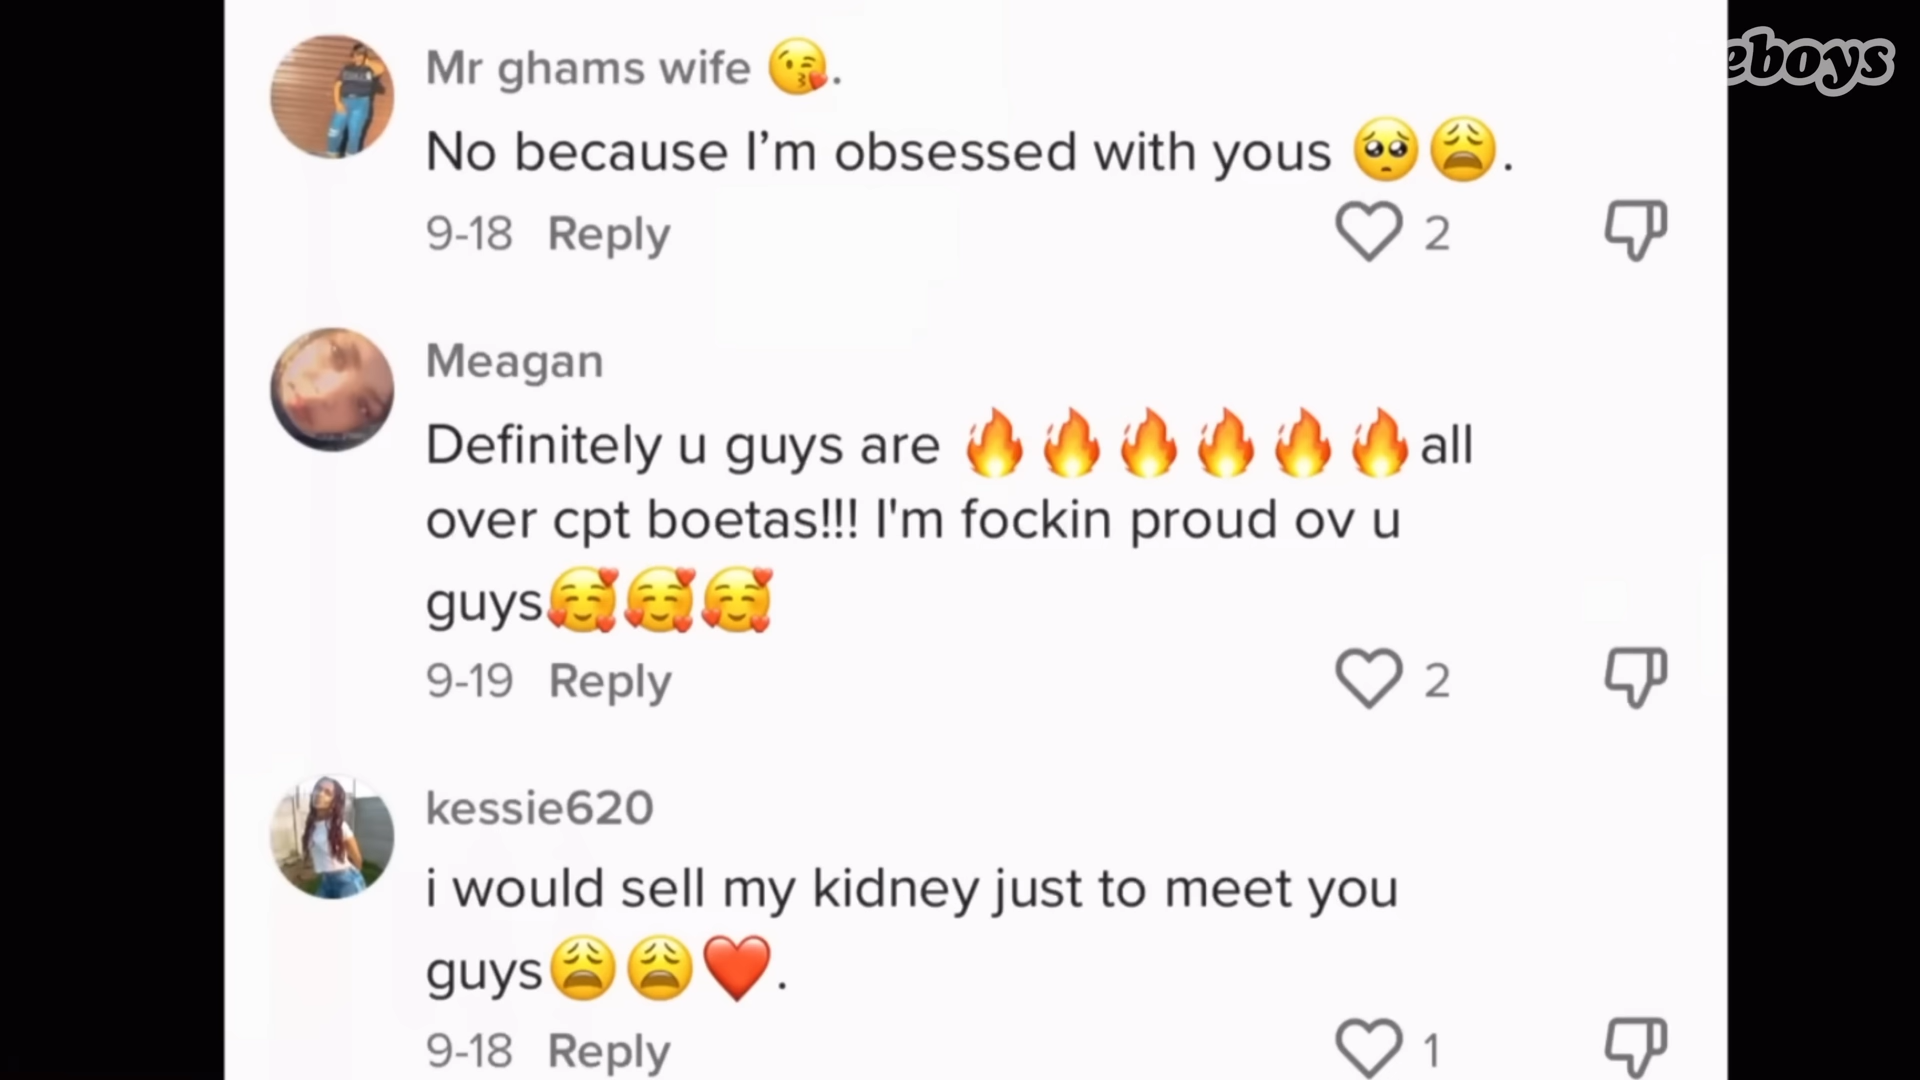 eboys
Mr ghams wife 😘.
No because I’m obsessed with yous 🥺😩.
9-18 Reply 2
Meagan
Definitely u guys are 🔥🔥🔥🔥🔥🔥all
over cpt boetas!!! I'm fockin proud ov u
guys🥰🥰🥰
9-19 Reply 2
kessie620
i would sell my kidney just to meet you
guys😩😩❤️.
9-18 Reply 1